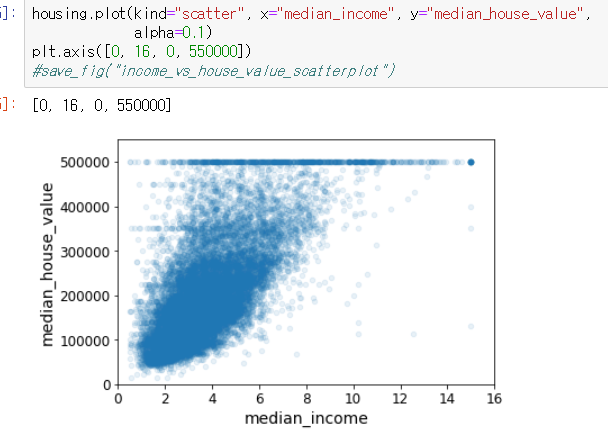 ]: housing.plot(kind="scatter", x="median_income", y="median_house_value",
alpha=0.1)
plt.axis([0, 16, 0, 550000])
#save_fig("income_vs_house_value_scatterplot")
]: [0, 16, 0, 550000]
500000
400000
300000
200000
100000
0
median_house_value
0 2 4 6 8 10 12 14 16
median_income